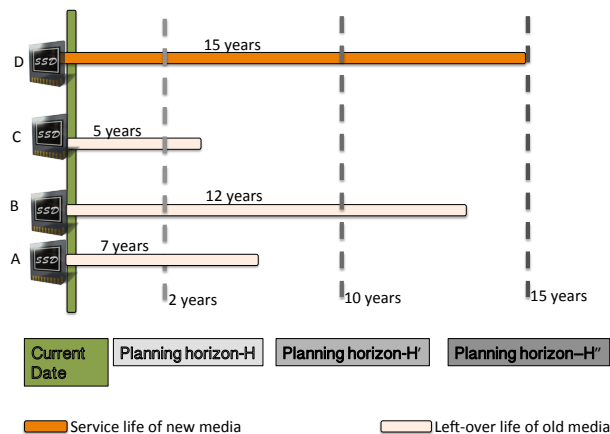 15 years
D
SSD
C
5 years
SSD
B
12 years
SSD
A
7 years
SSD
2 years
10 years
15 years
Current Date
Planning horizon-H
Planning horizon-H'
Planning horizon–H''
Service life of new media
Left-over life of old media